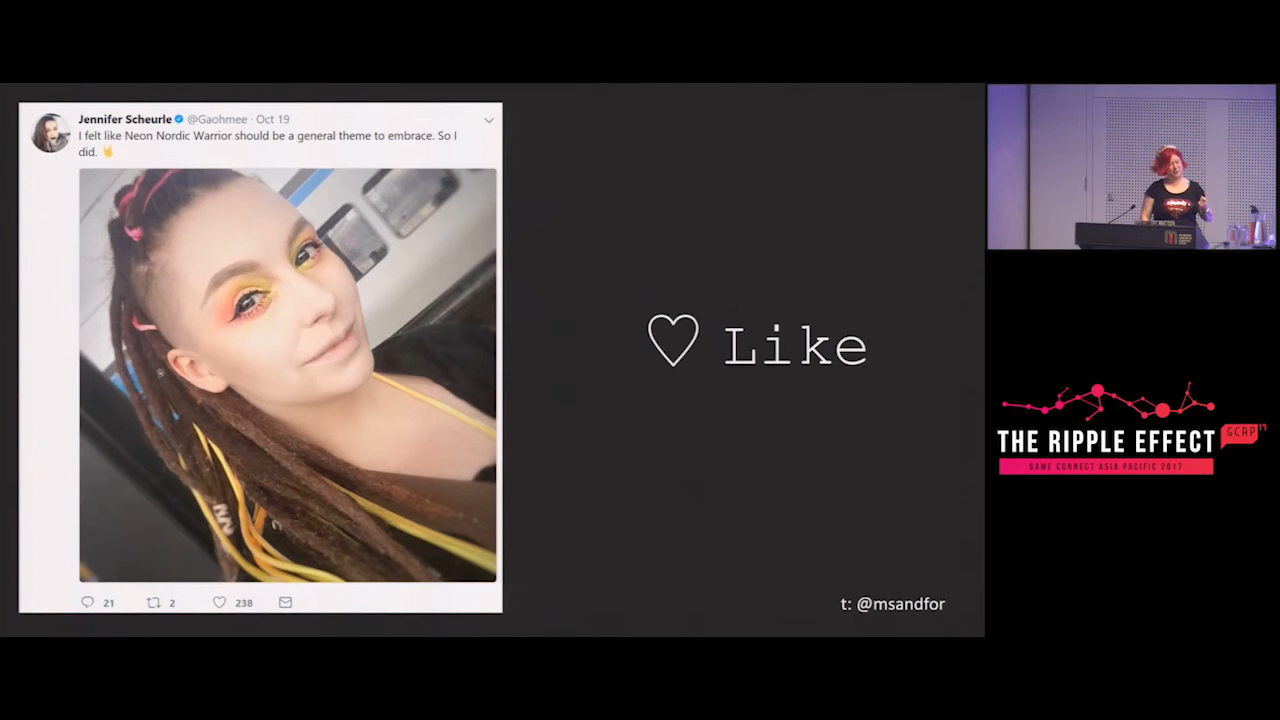 Jennifer Scheurle @Gaohmee · Oct 19
I felt like Neon Nordic Warrior should be a general theme to embrace. So I
did. 🤘
21 2 238
♡ Like
t: @msandfor
THE RIPPLE EFFECT
GCAP 17
GAME CONNECT ASIA PACIFIC 2017